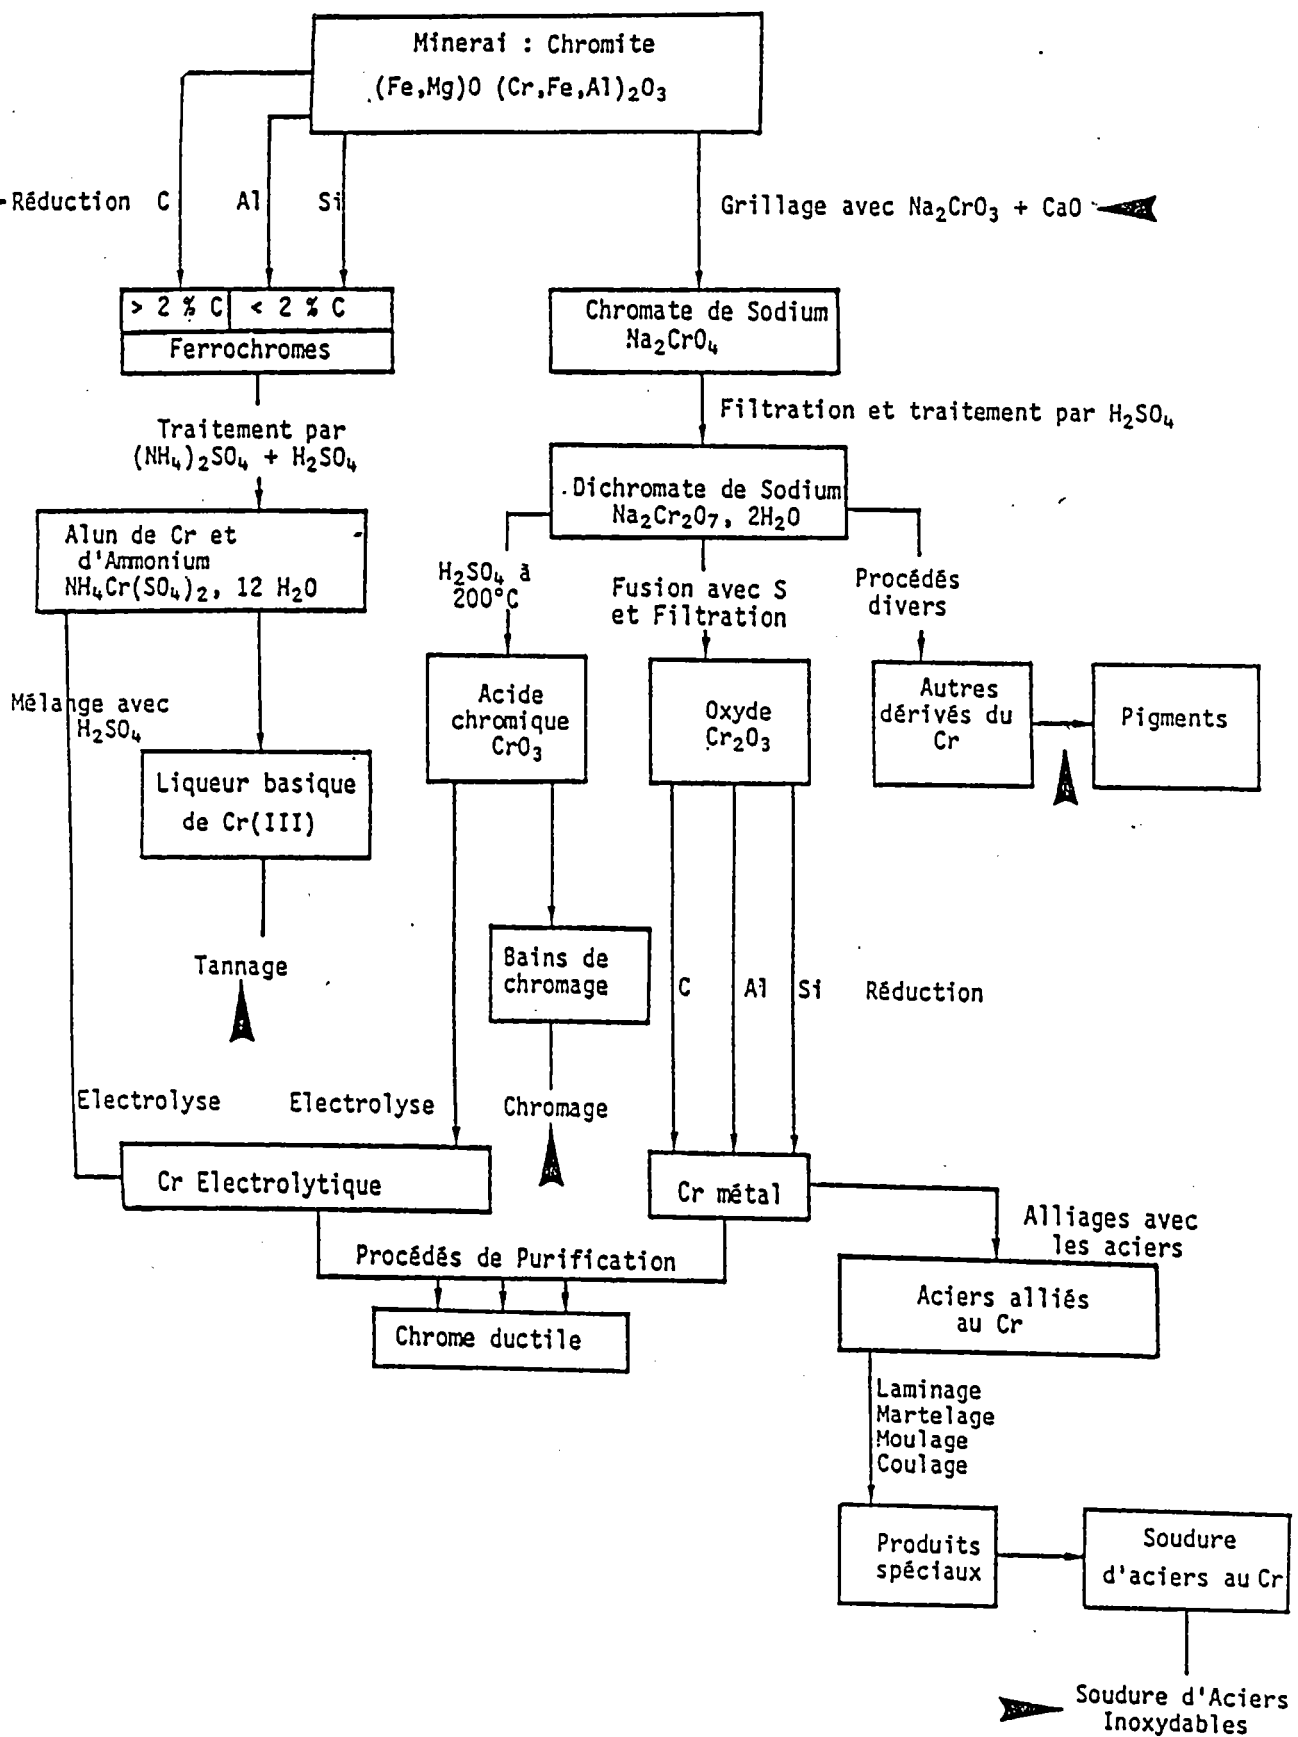 Minerai : Chromite
(Fe,Mg)O (Cr,Fe,Al)₂O₃
Réduction C Al Si
Grillage avec Na₂CrO₃ + CaO
> 2 % C < 2 % C
Ferrochromes
Chromate de Sodium
Na₂CrO₄
Filtration et traitement par H₂SO₄
Traitement par
(NH₄)₂SO₄ + H₂SO₄
Dichromate de Sodium
Na₂Cr₂O₇, 2H₂O
Alun de Cr et
d'Ammonium
NH₄Cr(SO₄)₂, 12 H₂O
H₂SO₄ à
200°C
Fusion avec S
et Filtration
Procédés
divers
Mélange avec
H₂SO₄
Acide
chromique
CrO₃
Oxyde
Cr₂O₃
Autres
dérivés du
Cr
Pigments
Liqueur basique
de Cr(III)
Tannage
Bains de
chromage
C Al Si Réduction
Electrolyse
Electrolyse
Chromage
Cr Electrolytique
Cr métal
Alliages avec
les aciers
Procédés de Purification
Chrome ductile
Aciers alliés
au Cr
Laminage
Martelage
Moulage
Coulage
Produits
spéciaux
Soudure
d'aciers au Cr
Soudure d'Aciers
Inoxydables